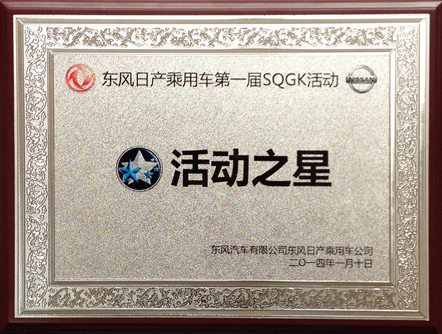 东风日产乘用车第一届SQGK活动
NISSAN
活动之星
东风汽车有限公司东风日产乘用车公司
二〇一四年一月十日